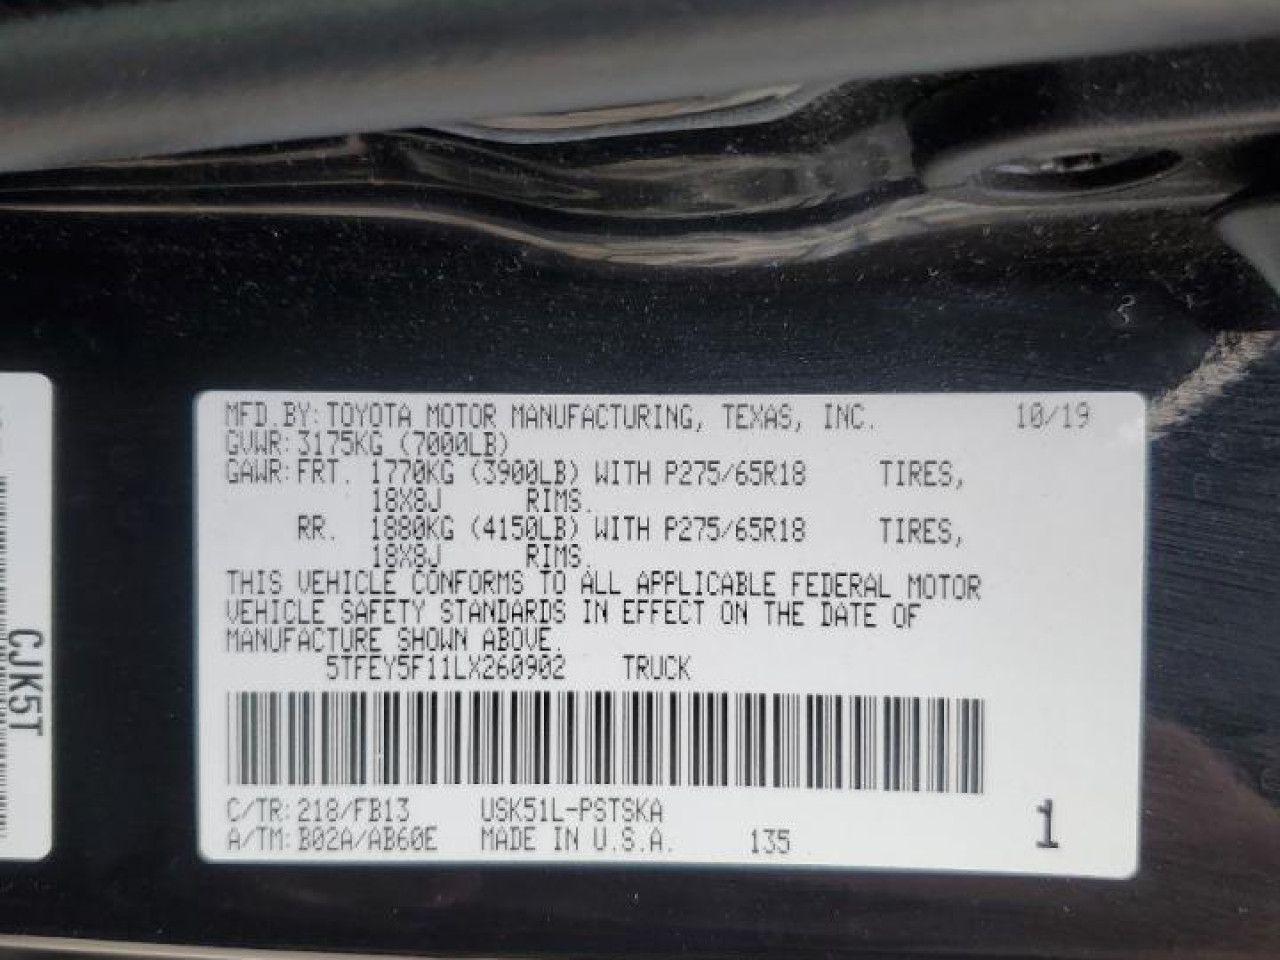 MFD.BY:TOYOTA MOTOR MANUFACTURING, TEXAS, INC. 10/19
GVWR:3175KG (7000LB)
GAWR:FRT. 1770KG (3900LB) WITH P275/65R18 TIRES,
18X8J RIMS.
RR. 1880KG (4150LB) WITH P275/65R18 TIRES,
18X8J RIMS.
THIS VEHICLE CONFORMS TO ALL APPLICABLE FEDERAL MOTOR
VEHICLE SAFETY STANDARDS IN EFFECT ON THE DATE OF
MANUFACTURE SHOWN ABOVE.
5TFEY5F11LX260902 TRUCK
C/TR:218/FB13 USK51L-PSTSKA
A/TM:B02A/AB60E MADE IN U.S.A. 135 1
CJK5T